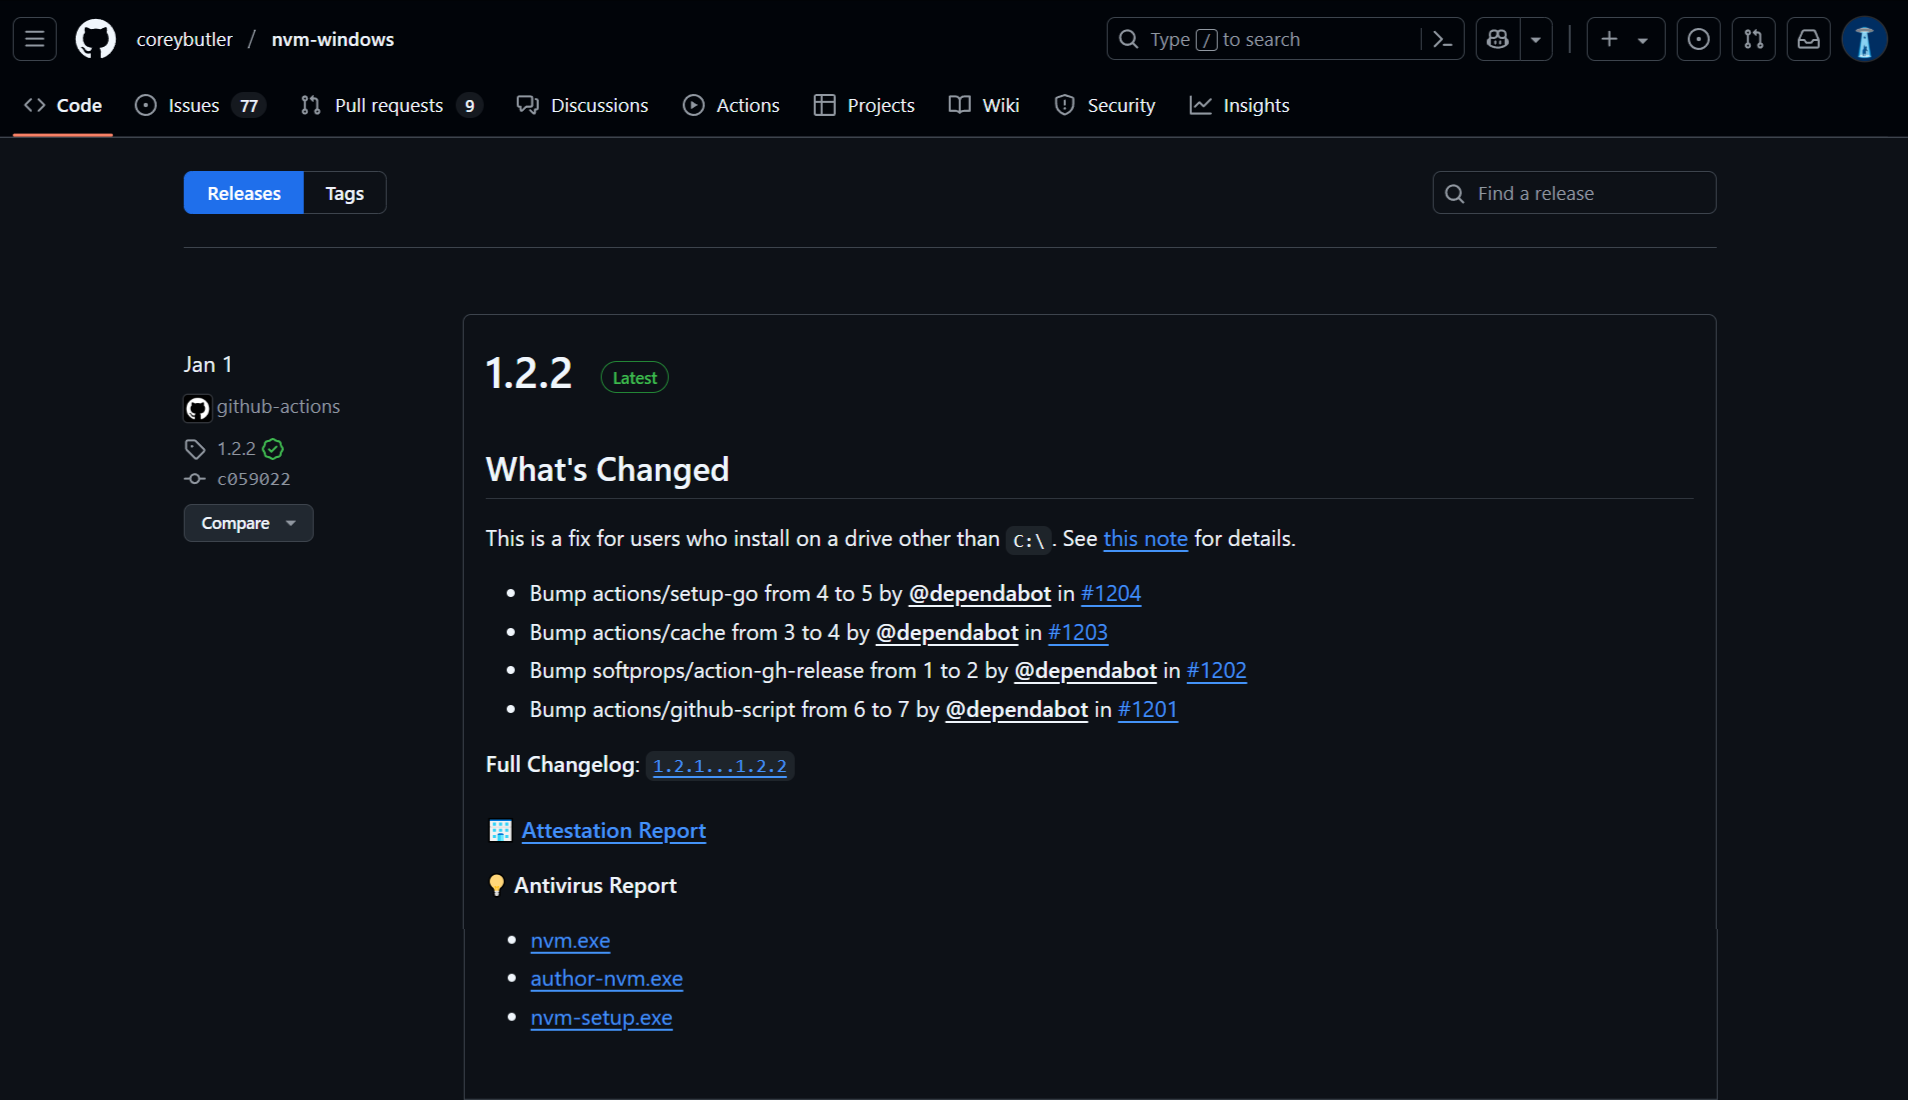 coreybutler / nvm-windows
Type / to search
Code
Issues 77
Pull requests 9
Discussions
Actions
Projects
Wiki
Security
Insights
Releases
Tags
Find a release
Jan 1
github-actions
1.2.2
c059022
Compare
1.2.2 Latest
What's Changed
This is a fix for users who install on a drive other than C:\. See this note for details.
• Bump actions/setup-go from 4 to 5 by @dependabot in #1204
• Bump actions/cache from 3 to 4 by @dependabot in #1203
• Bump softprops/action-gh-release from 1 to 2 by @dependabot in #1202
• Bump actions/github-script from 6 to 7 by @dependabot in #1201
Full Changelog: 1.2.1...1.2.2
🏢 Attestation Report
💡 Antivirus Report
• nvm.exe
• author-nvm.exe
• nvm-setup.exe